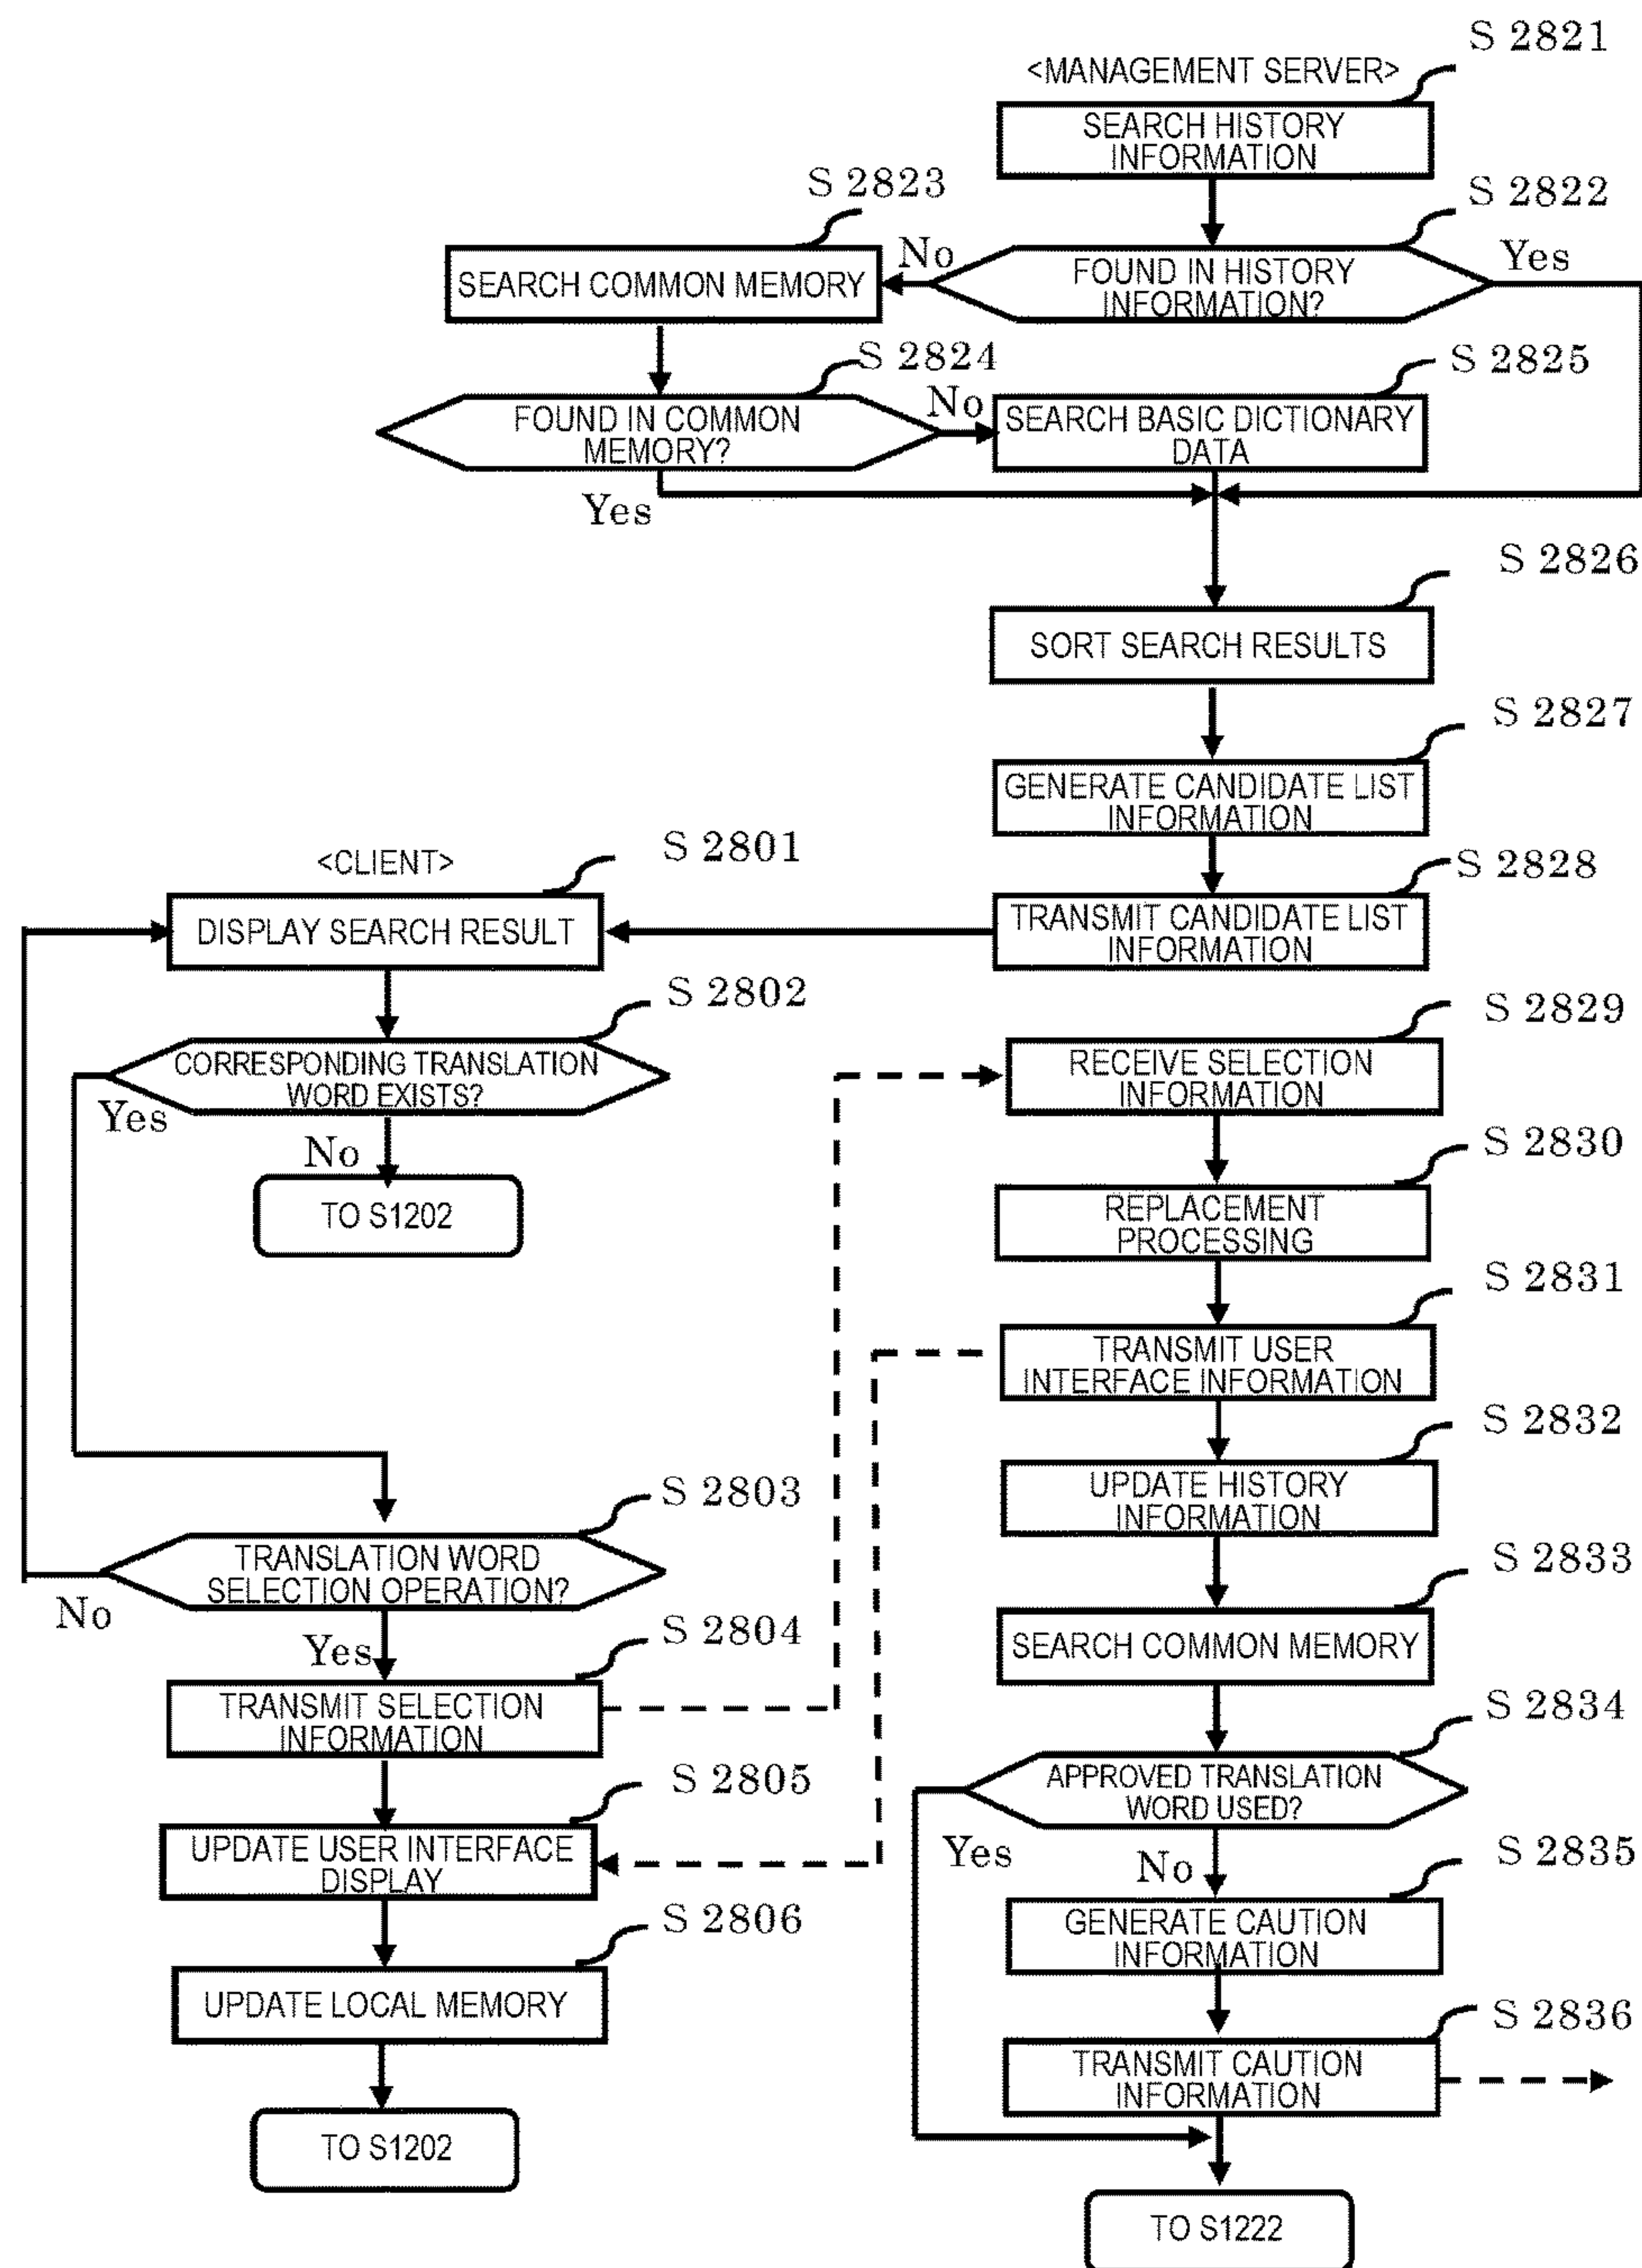 S 2821
<MANAGEMENT SERVER>
SEARCH HISTORY
INFORMATION
S 2823
S 2822
No
Yes
SEARCH COMMON MEMORY
FOUND IN HISTORY
INFORMATION?
S 2824
S 2825
No
FOUND IN COMMON
MEMORY?
SEARCH BASIC DICTIONARY
DATA
Yes
S 2826
SORT SEARCH RESULTS
S 2827
GENERATE CANDIDATE LIST
INFORMATION
<CLIENT>
S 2801
S 2828
DISPLAY SEARCH RESULT
TRANSMIT CANDIDATE LIST
INFORMATION
S 2802
S 2829
CORRESPONDING TRANSLATION
WORD EXISTS?
RECEIVE SELECTION
INFORMATION
Yes
No
S 2830
TO S1202
REPLACEMENT
PROCESSING
S 2831
TRANSMIT USER
INTERFACE INFORMATION
S 2832
UPDATE HISTORY
INFORMATION
S 2803
TRANSLATION WORD
SELECTION OPERATION?
No
S 2833
SEARCH COMMON MEMORY
Yes
S 2804
TRANSMIT SELECTION
INFORMATION
S 2834
APPROVED TRANSLATION
WORD USED?
S 2805
UPDATE USER INTERFACE
DISPLAY
Yes
No
S 2835
GENERATE CAUTION
INFORMATION
S 2806
UPDATE LOCAL MEMORY
S 2836
TRANSMIT CAUTION
INFORMATION
TO S1202
TO S1222